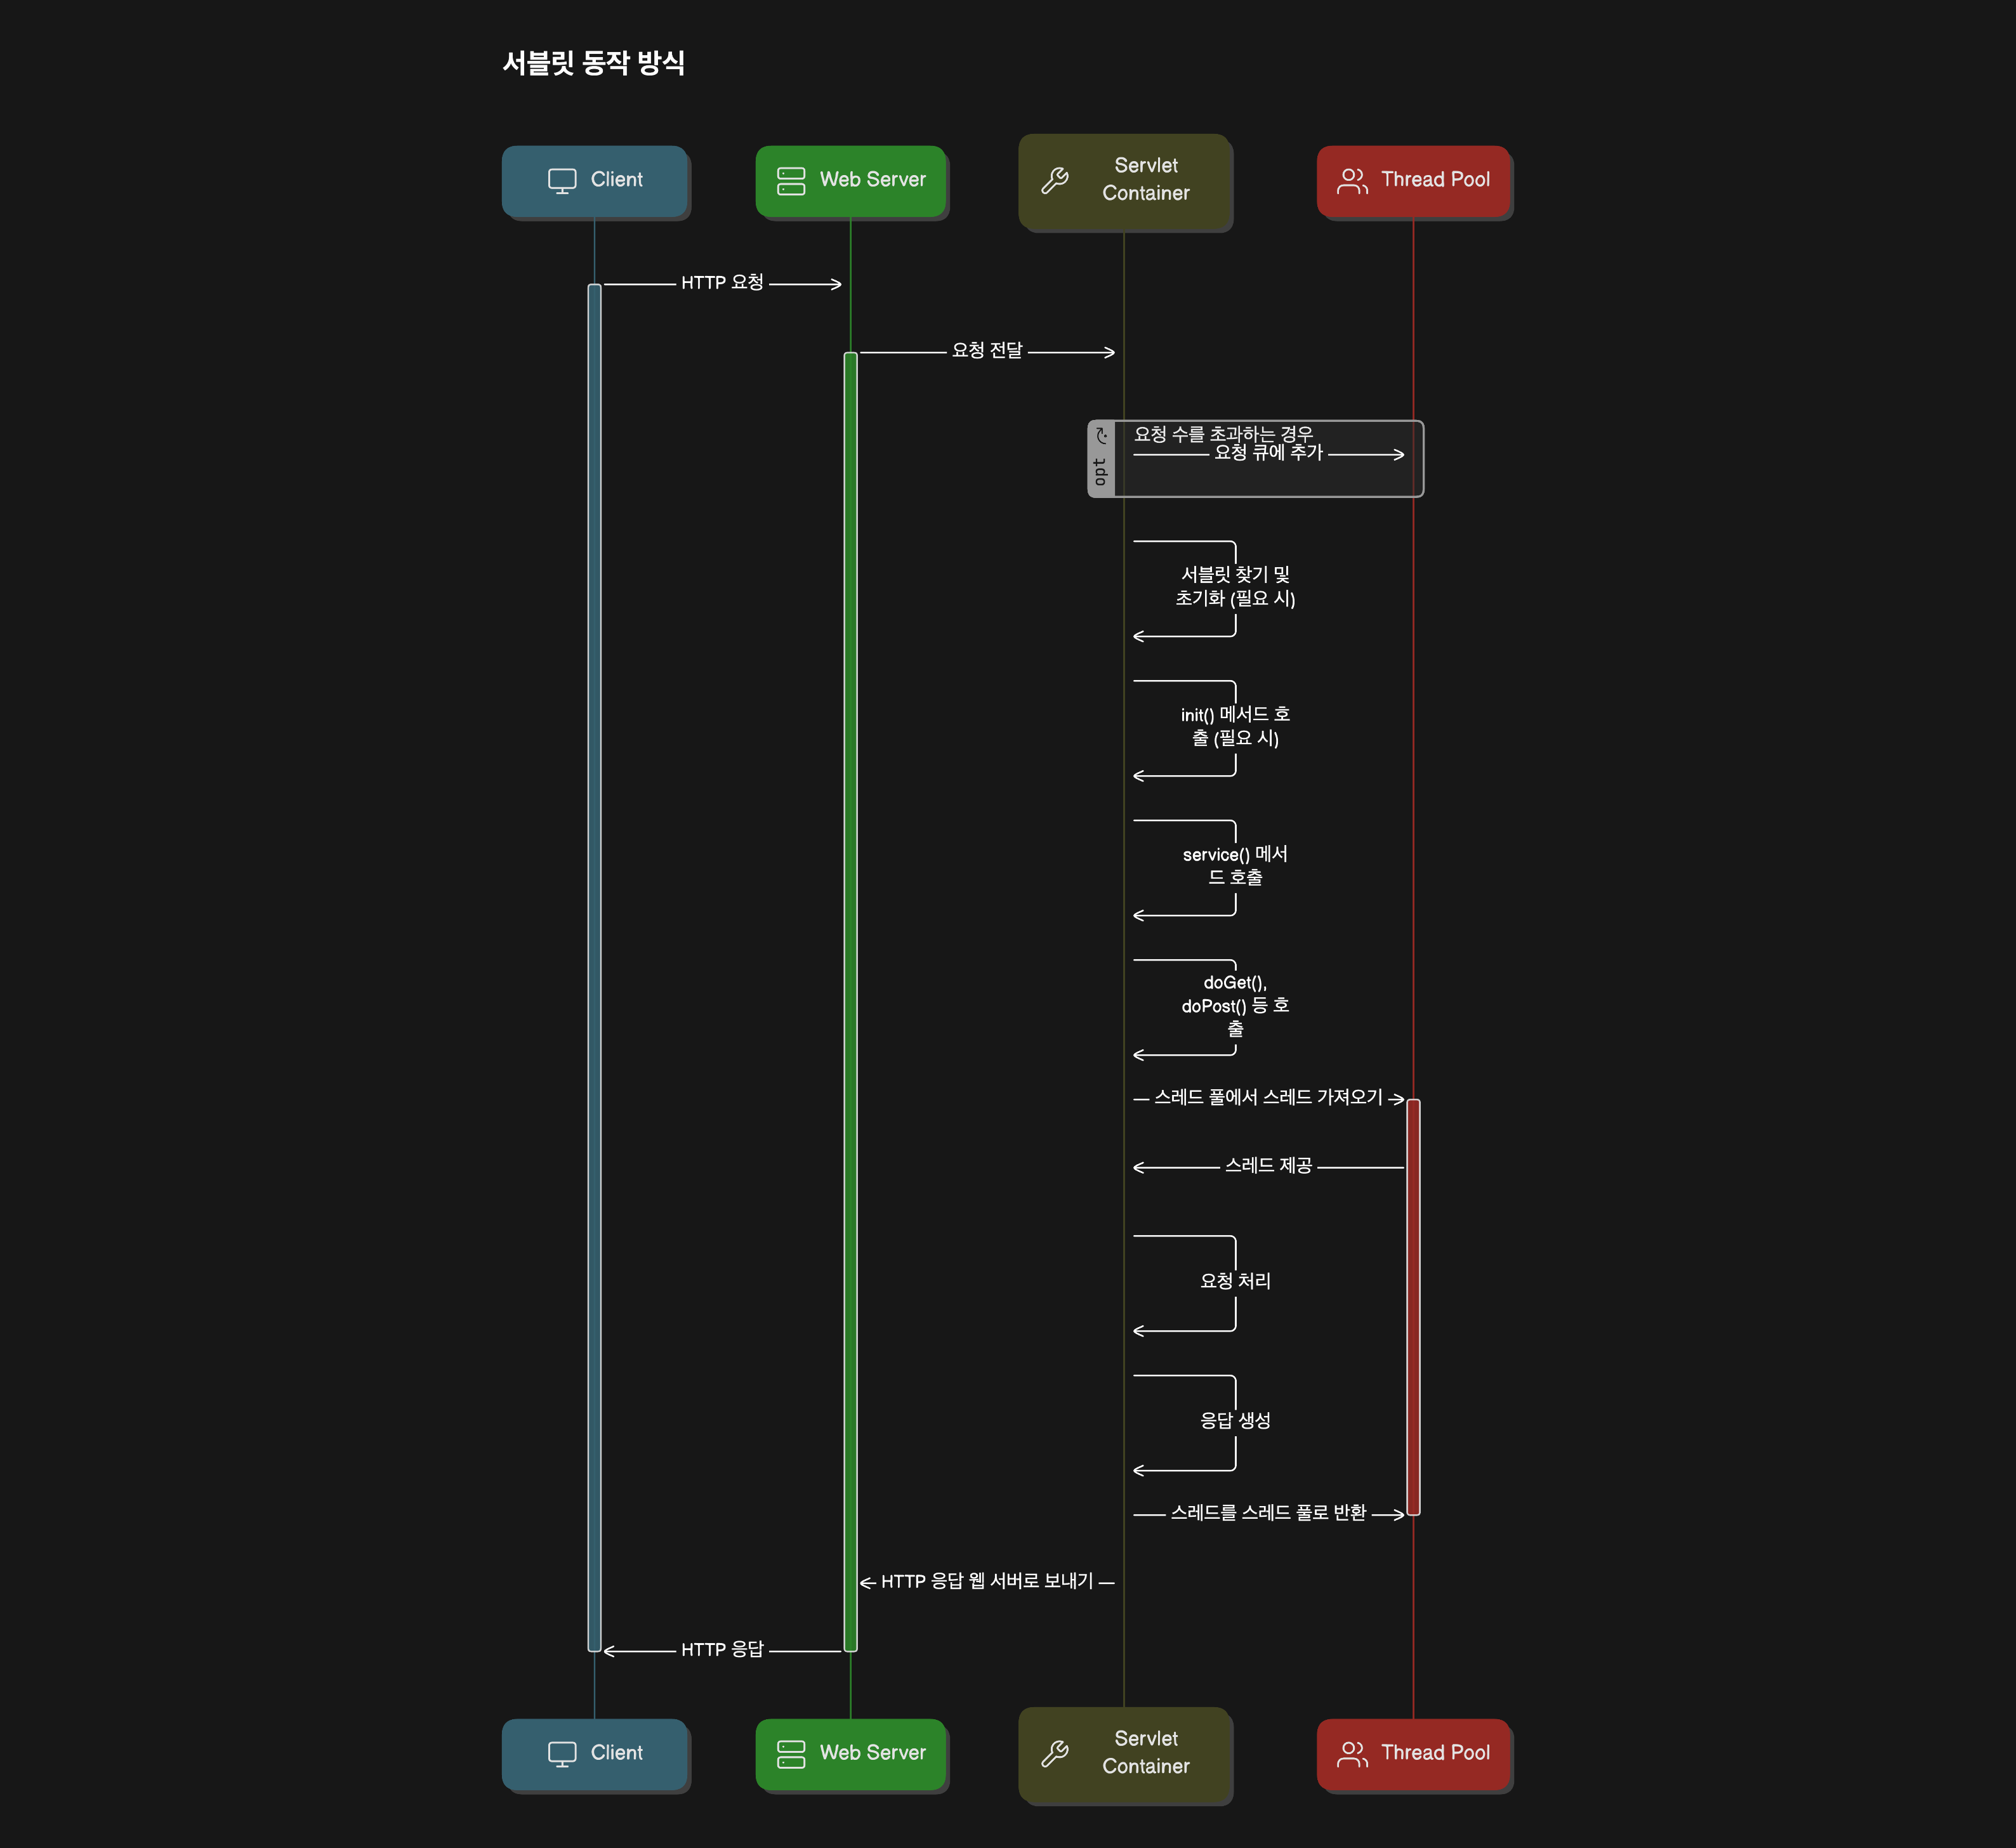 서블릿 동작 방식
Client
Web Server
Servlet
Container
Thread Pool
HTTP 요청
요청 전달
opt
요청 수를 초과하는 경우
요청 큐에 추가
서블릿 찾기 및
초기화 (필요 시)
init() 메서드 호
출 (필요 시)
service() 메서
드 호출
doGet(),
doPost() 등 호
출
스레드 풀에서 스레드 가져오기
스레드 제공
요청 처리
응답 생성
스레드를 스레드 풀로 반환
HTTP 응답 웹 서버로 보내기
HTTP 응답
Client
Web Server
Servlet
Container
Thread Pool